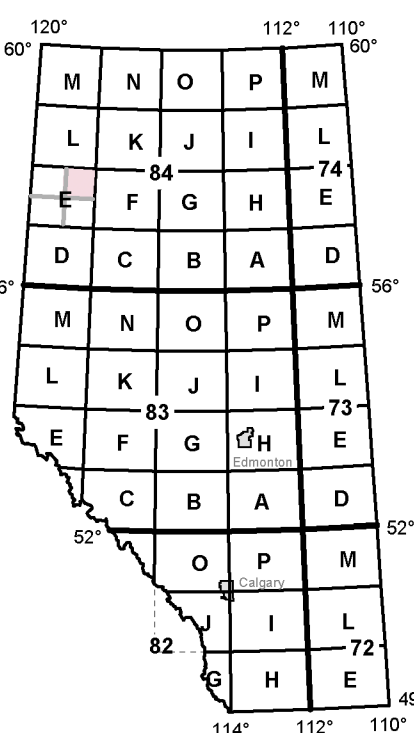 120° 112° 110°
60° 60°
M N O P M
L K J I L
84 74
E F G H E
D C B A D
6° 56°
M N O P M
L K J I L
83 73
E F G H E
Edmonton
C B A D
52° 52°
O P M
Calgary
J I L
82 72
G H E
49
114° 112° 110°